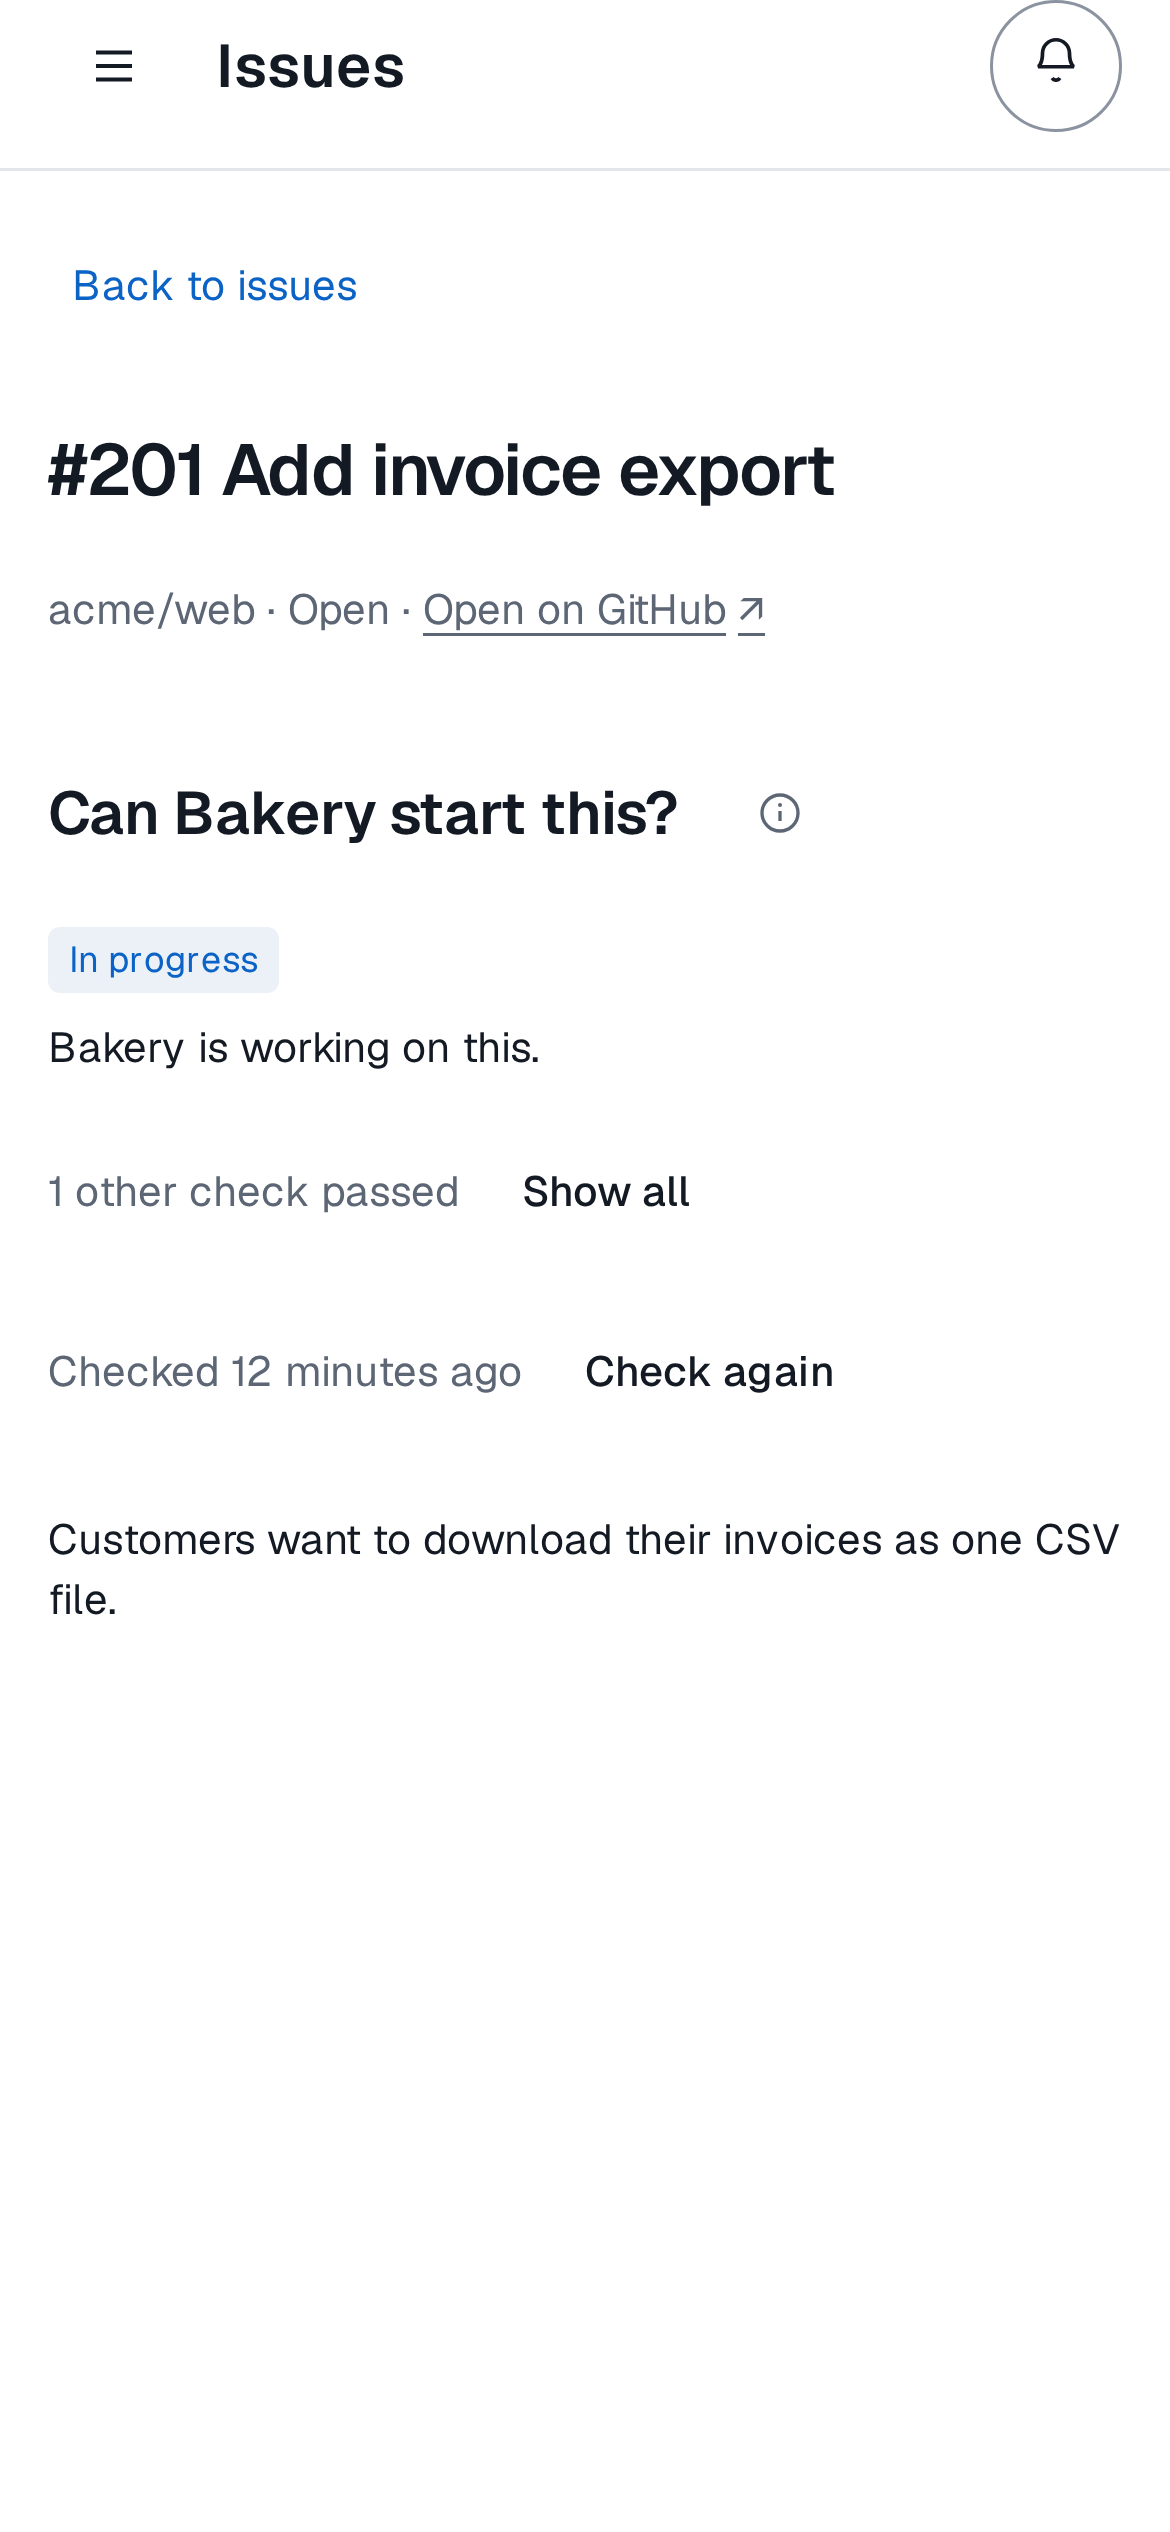 Issues
Back to issues
#201 Add invoice export
acme/web · Open · Open on GitHub ↗
Can Bakery start this?
In progress
Bakery is working on this.
1 other check passed Show all
Checked 12 minutes ago Check again
Customers want to download their invoices as one CSV
file.